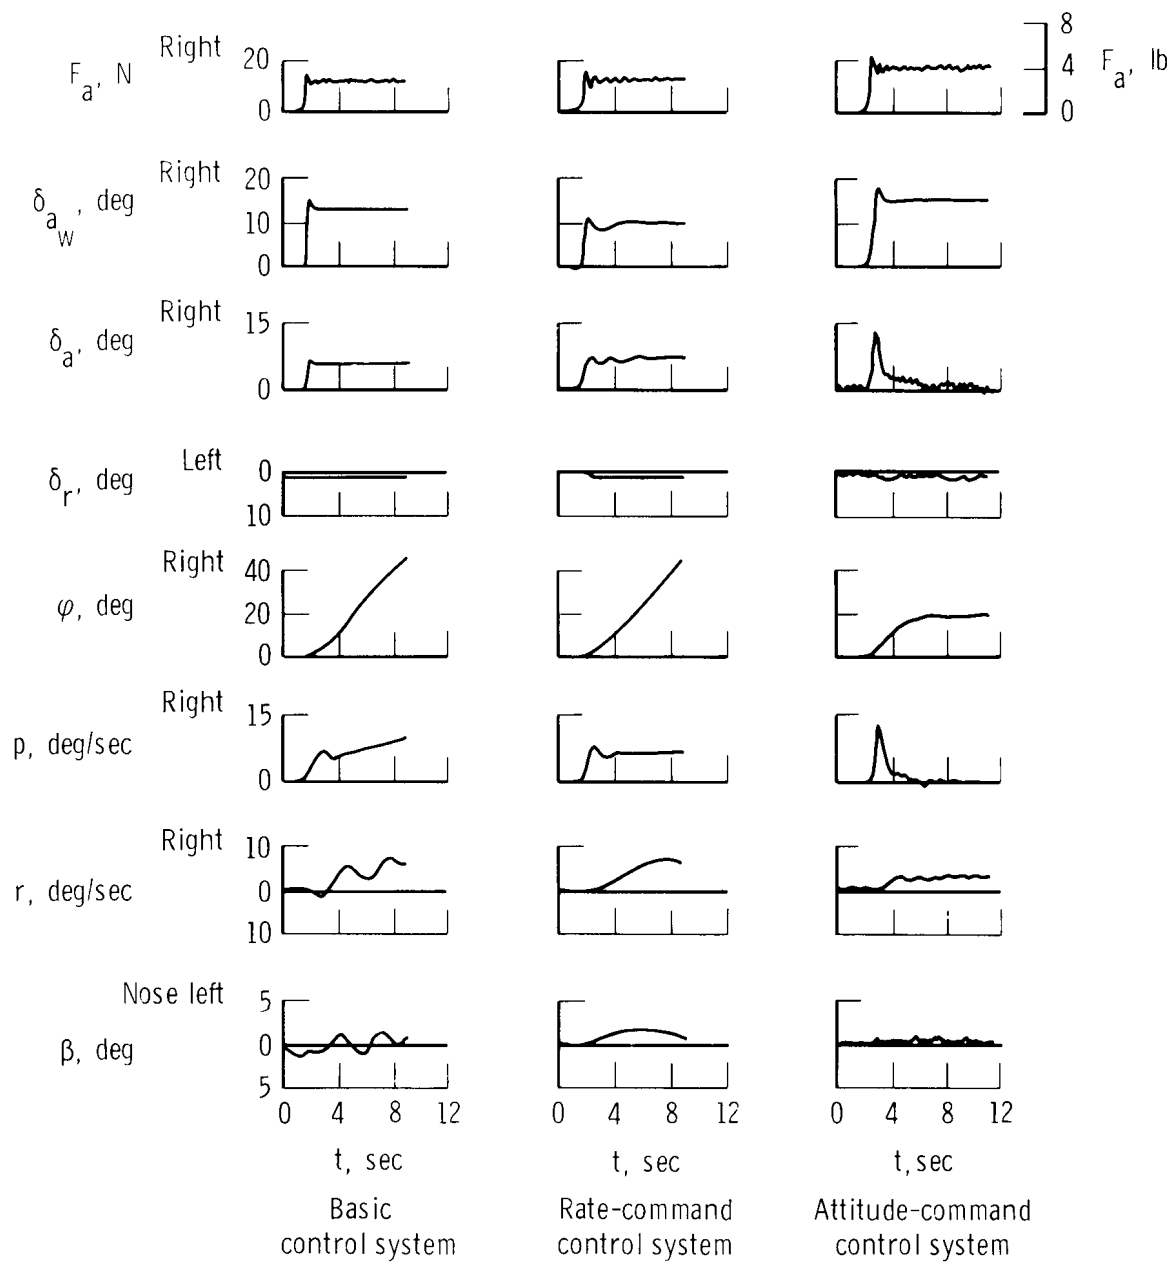 Right
F_a, N
20
0
8
4
0
F_a, lb
Right
δ_a_w, deg
20
10
0
Right
δ_a, deg
15
0
Left
δ_r, deg
0
10
Right
φ, deg
40
20
0
Right
p, deg/sec
15
0
Right
r, deg/sec
10
0
10
Nose left
β, deg
5
0
5
0 4 8 12 0 4 8 12 0 4 8 12
t, sec t, sec t, sec
Basic control system
Rate-command control system
Attitude-command control system